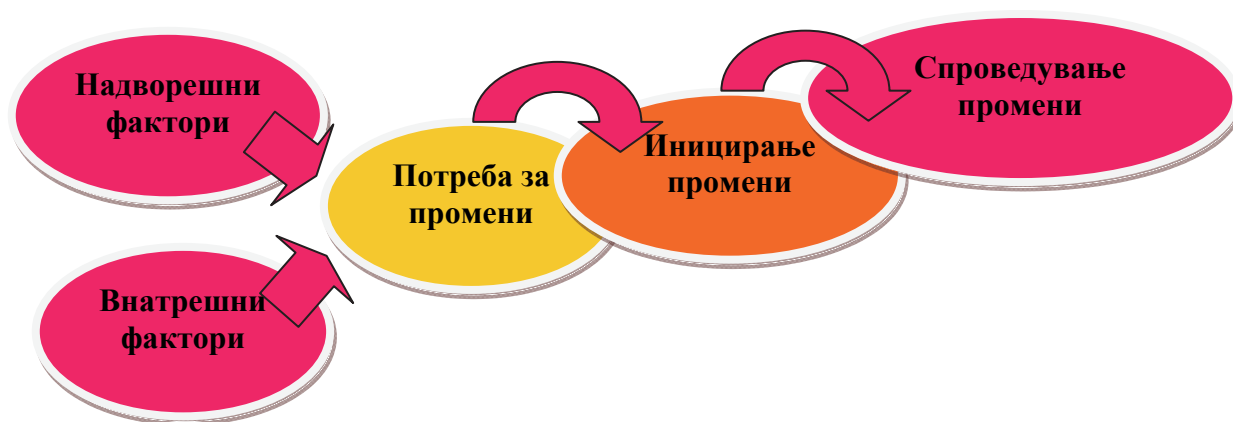 Надворешни
фактори
Внатрешни
фактори
Потреба за
промени
Иницирање
промени
Спроведување
промени